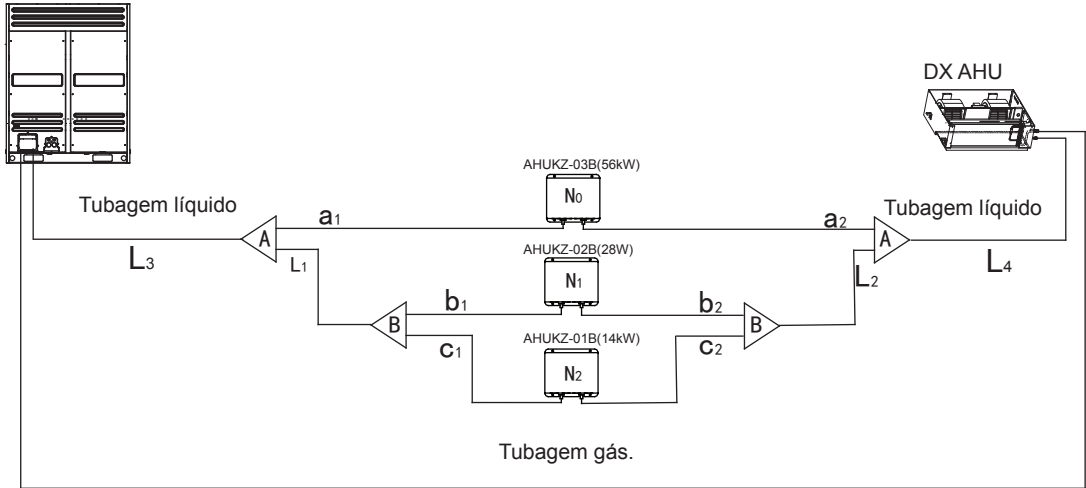 DX AHU
AHUKZ-03B(56kW)
N0
Tubagem líquido
a1
a2
Tubagem líquido
A
A
L3
L1
AHUKZ-02B(28W)
N1
L2
L4
b1
b2
B
B
c1
AHUKZ-01B(14kW)
c2
N2
Tubagem gás.